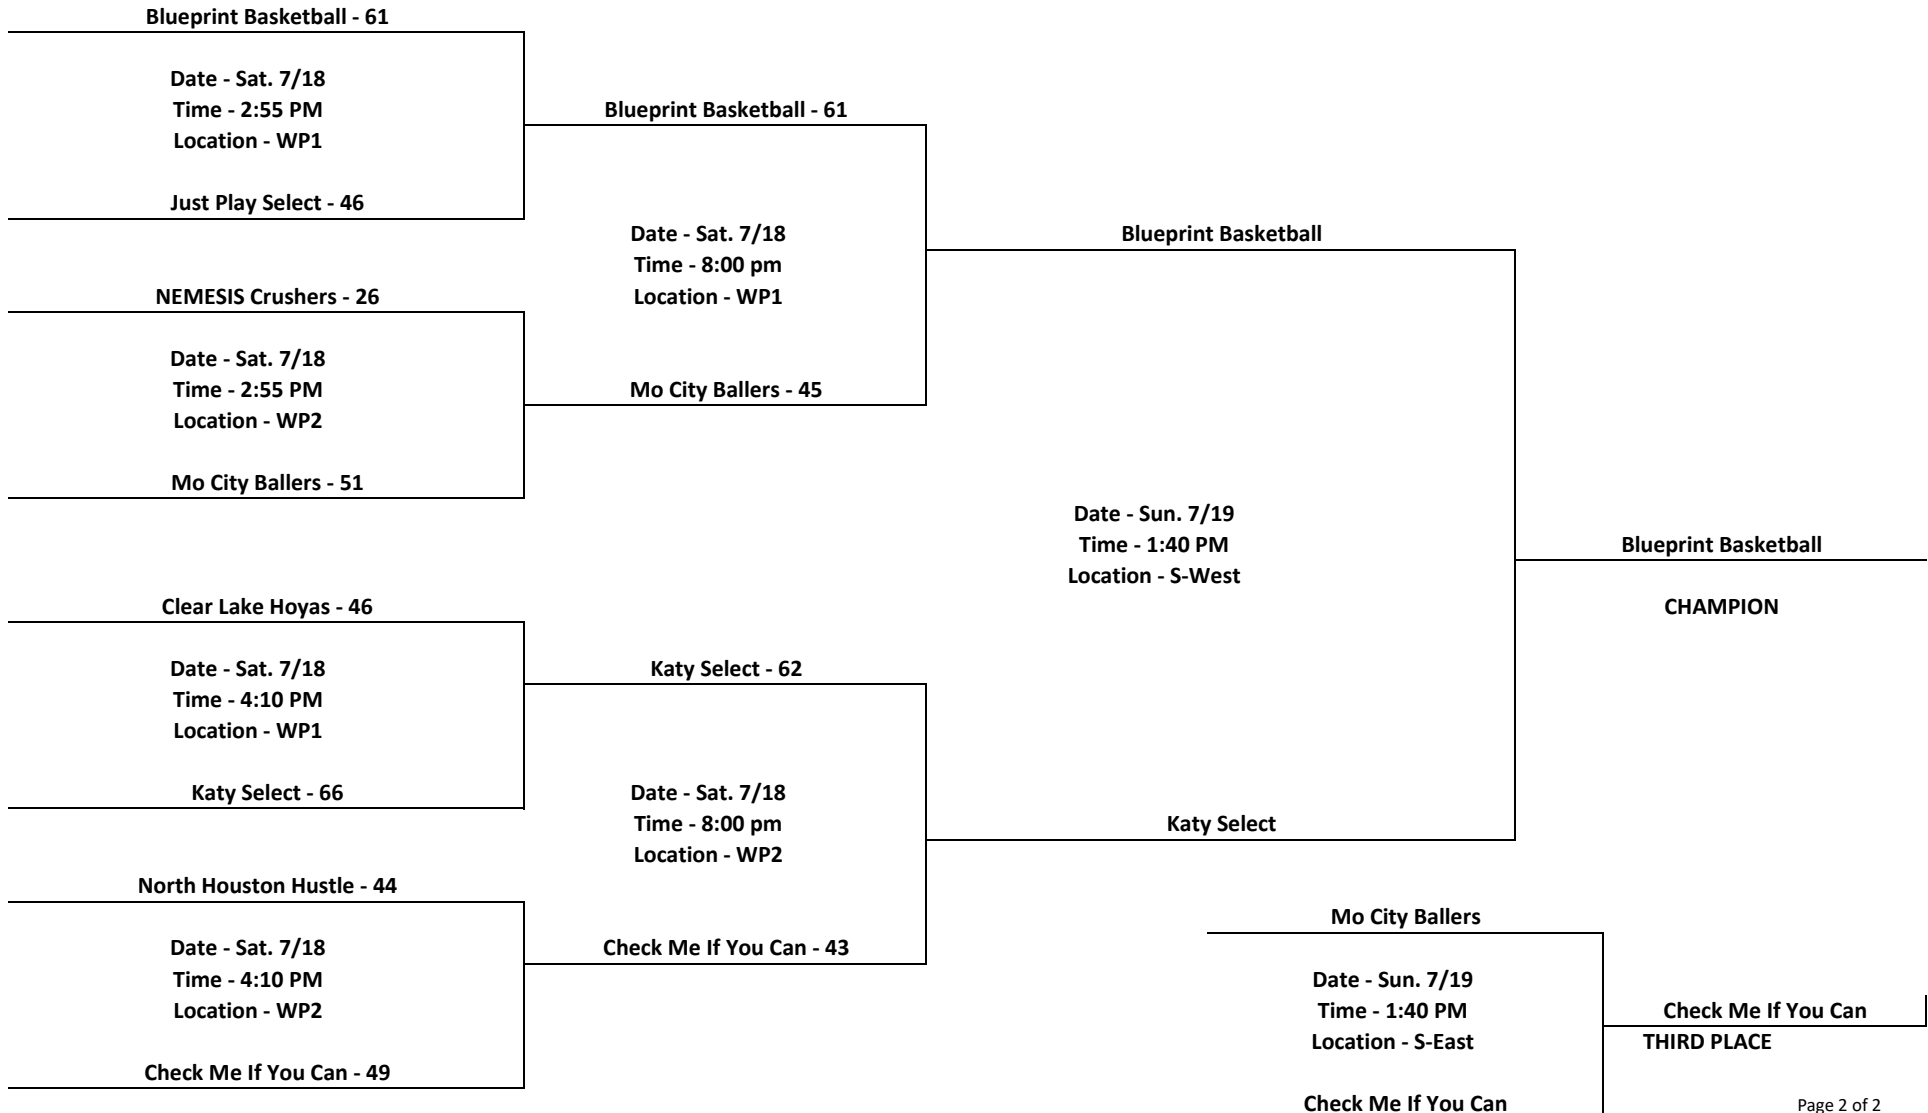 Blueprint Basketball - 61
Date - Sat. 7/18
Time - 2:55 PM
Location - WP1
Just Play Select - 46
NEMESIS Crushers - 26
Date - Sat. 7/18
Time - 2:55 PM
Location - WP2
Mo City Ballers - 51
Clear Lake Hoyas - 46
Date - Sat. 7/18
Time - 4:10 PM
Location - WP1
Katy Select - 66
North Houston Hustle - 44
Date - Sat. 7/18
Time - 4:10 PM
Location - WP2
Check Me If You Can - 49
Blueprint Basketball - 61
Date - Sat. 7/18
Time - 8:00 pm
Location - WP1
Mo City Ballers - 45
Katy Select - 62
Date - Sat. 7/18
Time - 8:00 pm
Location - WP2
Check Me If You Can - 43
Blueprint Basketball
Date - Sun. 7/19
Time - 1:40 PM
Location - S-West
Katy Select
Blueprint Basketball
CHAMPION
Mo City Ballers
Date - Sun. 7/19
Time - 1:40 PM
Location - S-East
Check Me If You Can
Check Me If You Can
THIRD PLACE
Page 2 of 2